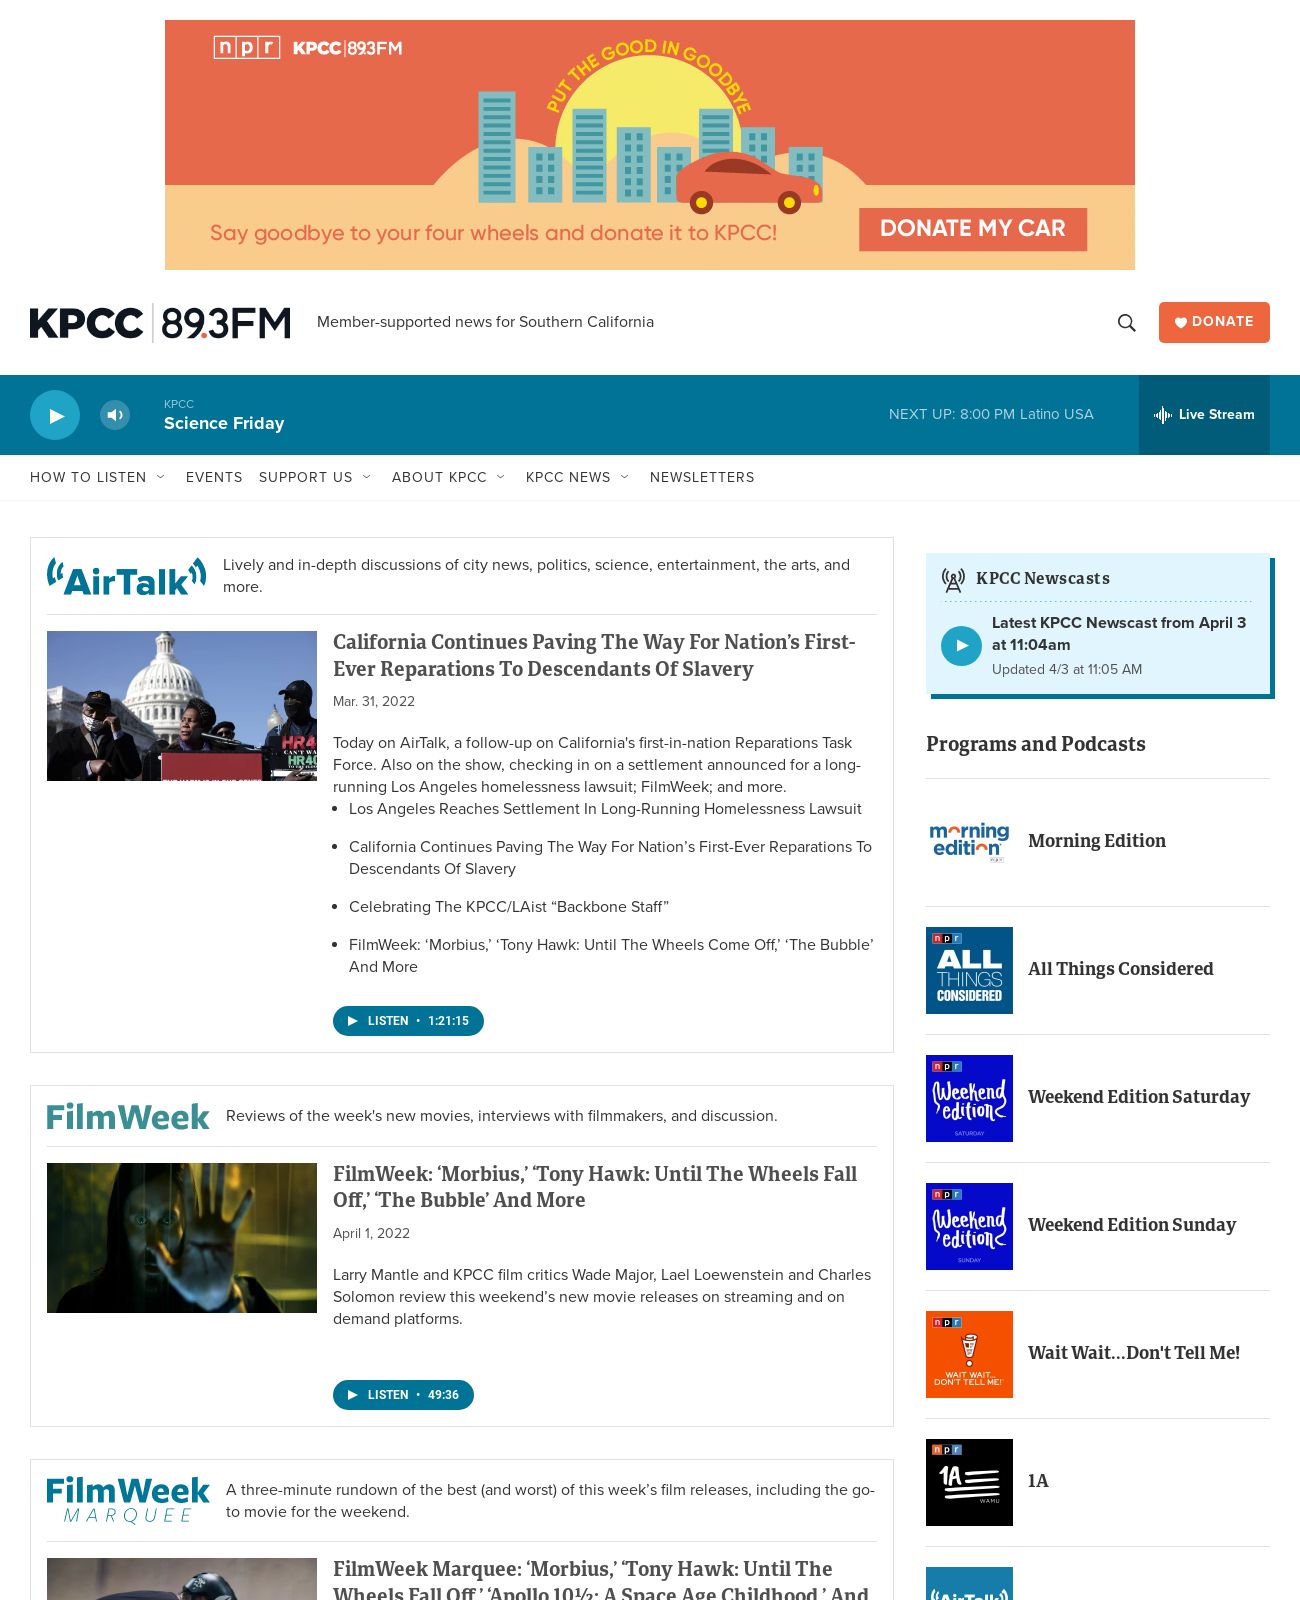 npr KPCC 89.3FM
PUT THE GOOD IN GOODBYE
Say goodbye to your four wheels and donate it to KPCC!
DONATE MY CAR
KPCC 89.3FM
Member-supported news for Southern California
DONATE
KPCC
Science Friday
NEXT UP: 8:00 PM Latino USA
Live Stream
HOW TO LISTEN EVENTS SUPPORT US ABOUT KPCC KPCC NEWS NEWSLETTERS
AirTalk
Lively and in-depth discussions of city news, politics, science, entertainment, the arts, and
more.
California Continues Paving The Way For Nation’s First-
Ever Reparations To Descendants Of Slavery
Mar. 31, 2022
Today on AirTalk, a follow-up on California's first-in-nation Reparations Task
Force. Also on the show, checking in on a settlement announced for a long-
running Los Angeles homelessness lawsuit; FilmWeek; and more.
• Los Angeles Reaches Settlement In Long-Running Homelessness Lawsuit
• California Continues Paving The Way For Nation’s First-Ever Reparations To
Descendants Of Slavery
• Celebrating The KPCC/LAist “Backbone Staff”
• FilmWeek: ‘Morbius,’ ‘Tony Hawk: Until The Wheels Come Off,’ ‘The Bubble’
And More
LISTEN • 1:21:15
FilmWeek
Reviews of the week's new movies, interviews with filmmakers, and discussion.
FilmWeek: ‘Morbius,’ ‘Tony Hawk: Until The Wheels Fall
Off,’ ‘The Bubble’ And More
April 1, 2022
Larry Mantle and KPCC film critics Wade Major, Lael Loewenstein and Charles
Solomon review this weekend’s new movie releases on streaming and on
demand platforms.
LISTEN • 49:36
FilmWeek
MARQUEE
A three-minute rundown of the best (and worst) of this week’s film releases, including the go-
to movie for the weekend.
FilmWeek Marquee: ‘Morbius,’ ‘Tony Hawk: Until The
Wheels Fall Off,’ ‘Apollo 10½: A Space Age Childhood,’ And
KPCC Newscasts
Latest KPCC Newscast from April 3
at 11:04am
Updated 4/3 at 11:05 AM
Programs and Podcasts
morning
edition
npr
Morning Edition
npr
ALL
THINGS
CONSIDERED
All Things Considered
npr
Weekend
edition
SATURDAY
Weekend Edition Saturday
npr
Weekend
edition
SUNDAY
Weekend Edition Sunday
npr
WAIT WAIT...
DON'T TELL ME!
Wait Wait...Don't Tell Me!
npr
1A
WAMU
1A
AirTalk